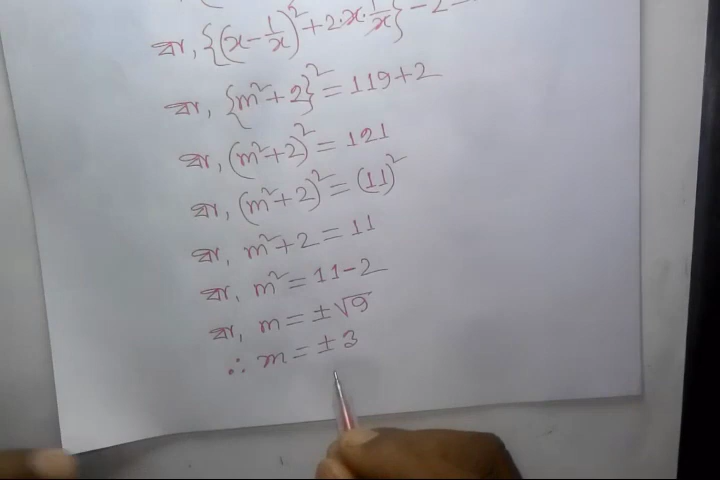 বা, {(x-1/x)²+2·x·1/x}-2
বা, {m²+2}²=119+2
বা, (m²+2)²=121
বা, (m²+2)²=(11)²
বা, m²+2=11
বা, m²=11-2
বা, m=±√9
∴ m=±3